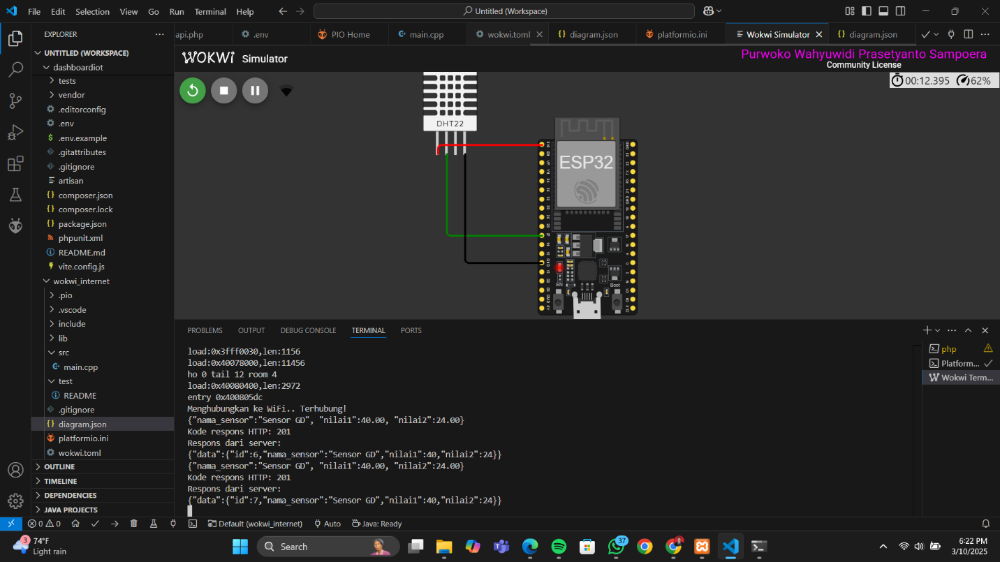 File Edit Selection View Go Run Terminal Help
Untitled (Workspace)
EXPLORER
api.php .env PIO Home main.cpp wokwi.toml diagram.json platformio.ini Wokwi Simulator diagram.json
UNTITLED (WORKSPACE)
dashboardiot
tests
vendor
.editorconfig
.env
.env.example
.gitattributes
.gitignore
artisan
composer.json
composer.lock
package.json
phpunit.xml
README.md
vite.config.js
wokwi_internet
.pio
.vscode
include
lib
src
main.cpp
test
README
.gitignore
diagram.json
platformio.ini
wokwi.toml
OUTLINE
TIMELINE
DEPENDENCIES
JAVA PROJECTS
WOKWi Simulator
Purwoko Wahyuwidi Prasetyanto Sampoera
Community License
00:12.395 62%
DHT22
ESP32
EN
Boot
PROBLEMS OUTPUT DEBUG CONSOLE TERMINAL PORTS
load:0x3fff0030,len:1156
load:0x40078000,len:11456
ho 0 tail 12 room 4
load:0x40080400,len:2972
entry 0x400805dc
Menghubungkan ke WiFi.. Terhubung!
{"nama_sensor":"Sensor GD", "nilai1":40.00, "nilai2":24.00}
Kode respons HTTP: 201
Respons dari server:
{"data":{"id":6,"nama_sensor":"Sensor GD","nilai1":40,"nilai2":24}}
{"nama_sensor":"Sensor GD", "nilai1":40.00, "nilai2":24.00}
Kode respons HTTP: 201
Respons dari server:
{"data":{"id":7,"nama_sensor":"Sensor GD","nilai1":40,"nilai2":24}}
php
Platform...
Wokwi Term...
0 0 Default (wokwi_internet) Auto Java: Ready
3
74°F
Light rain
Search
37
6:22 PM
3/10/2025